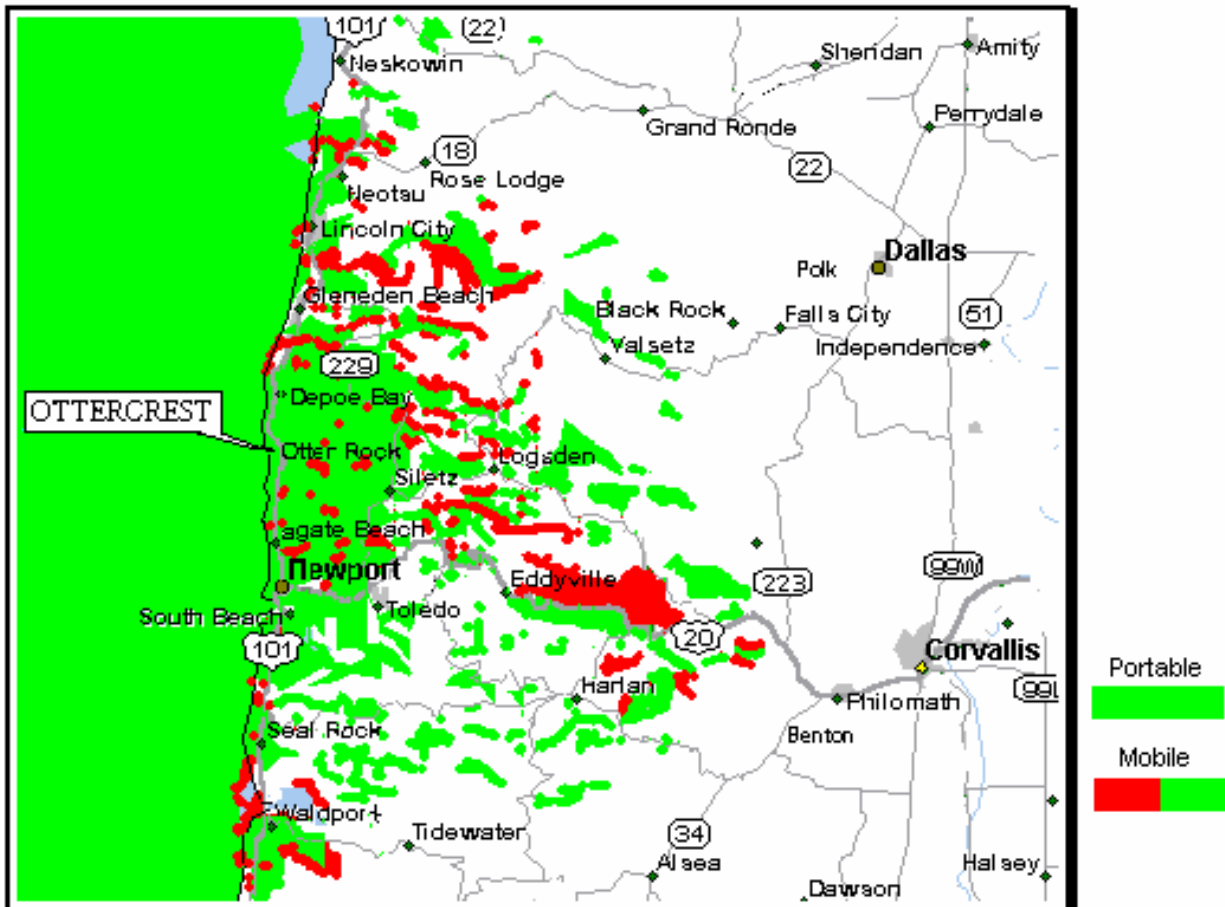 101
22
Neskowin
Sheridan
Amity
Grand Ronde
Perrydale
18
22
Rose Lodge
Neotsu
Lincoln City
Dallas
Polk
Gleneden Beach
Black Rock
Falls City
51
Valsetz
Independence
229
Depoe Bay
OTTERCREST
Otter Rock
Logsden
Siletz
agate Beach
Newport
Eddyville
223
99W
South Beach
Toledo
20
101
Corvallis
Portable
Harlan
Philomath
99
Seal Rock
Benton
Mobile
Waldport
Tidewater
34
Alsea
Halsey
Dawson